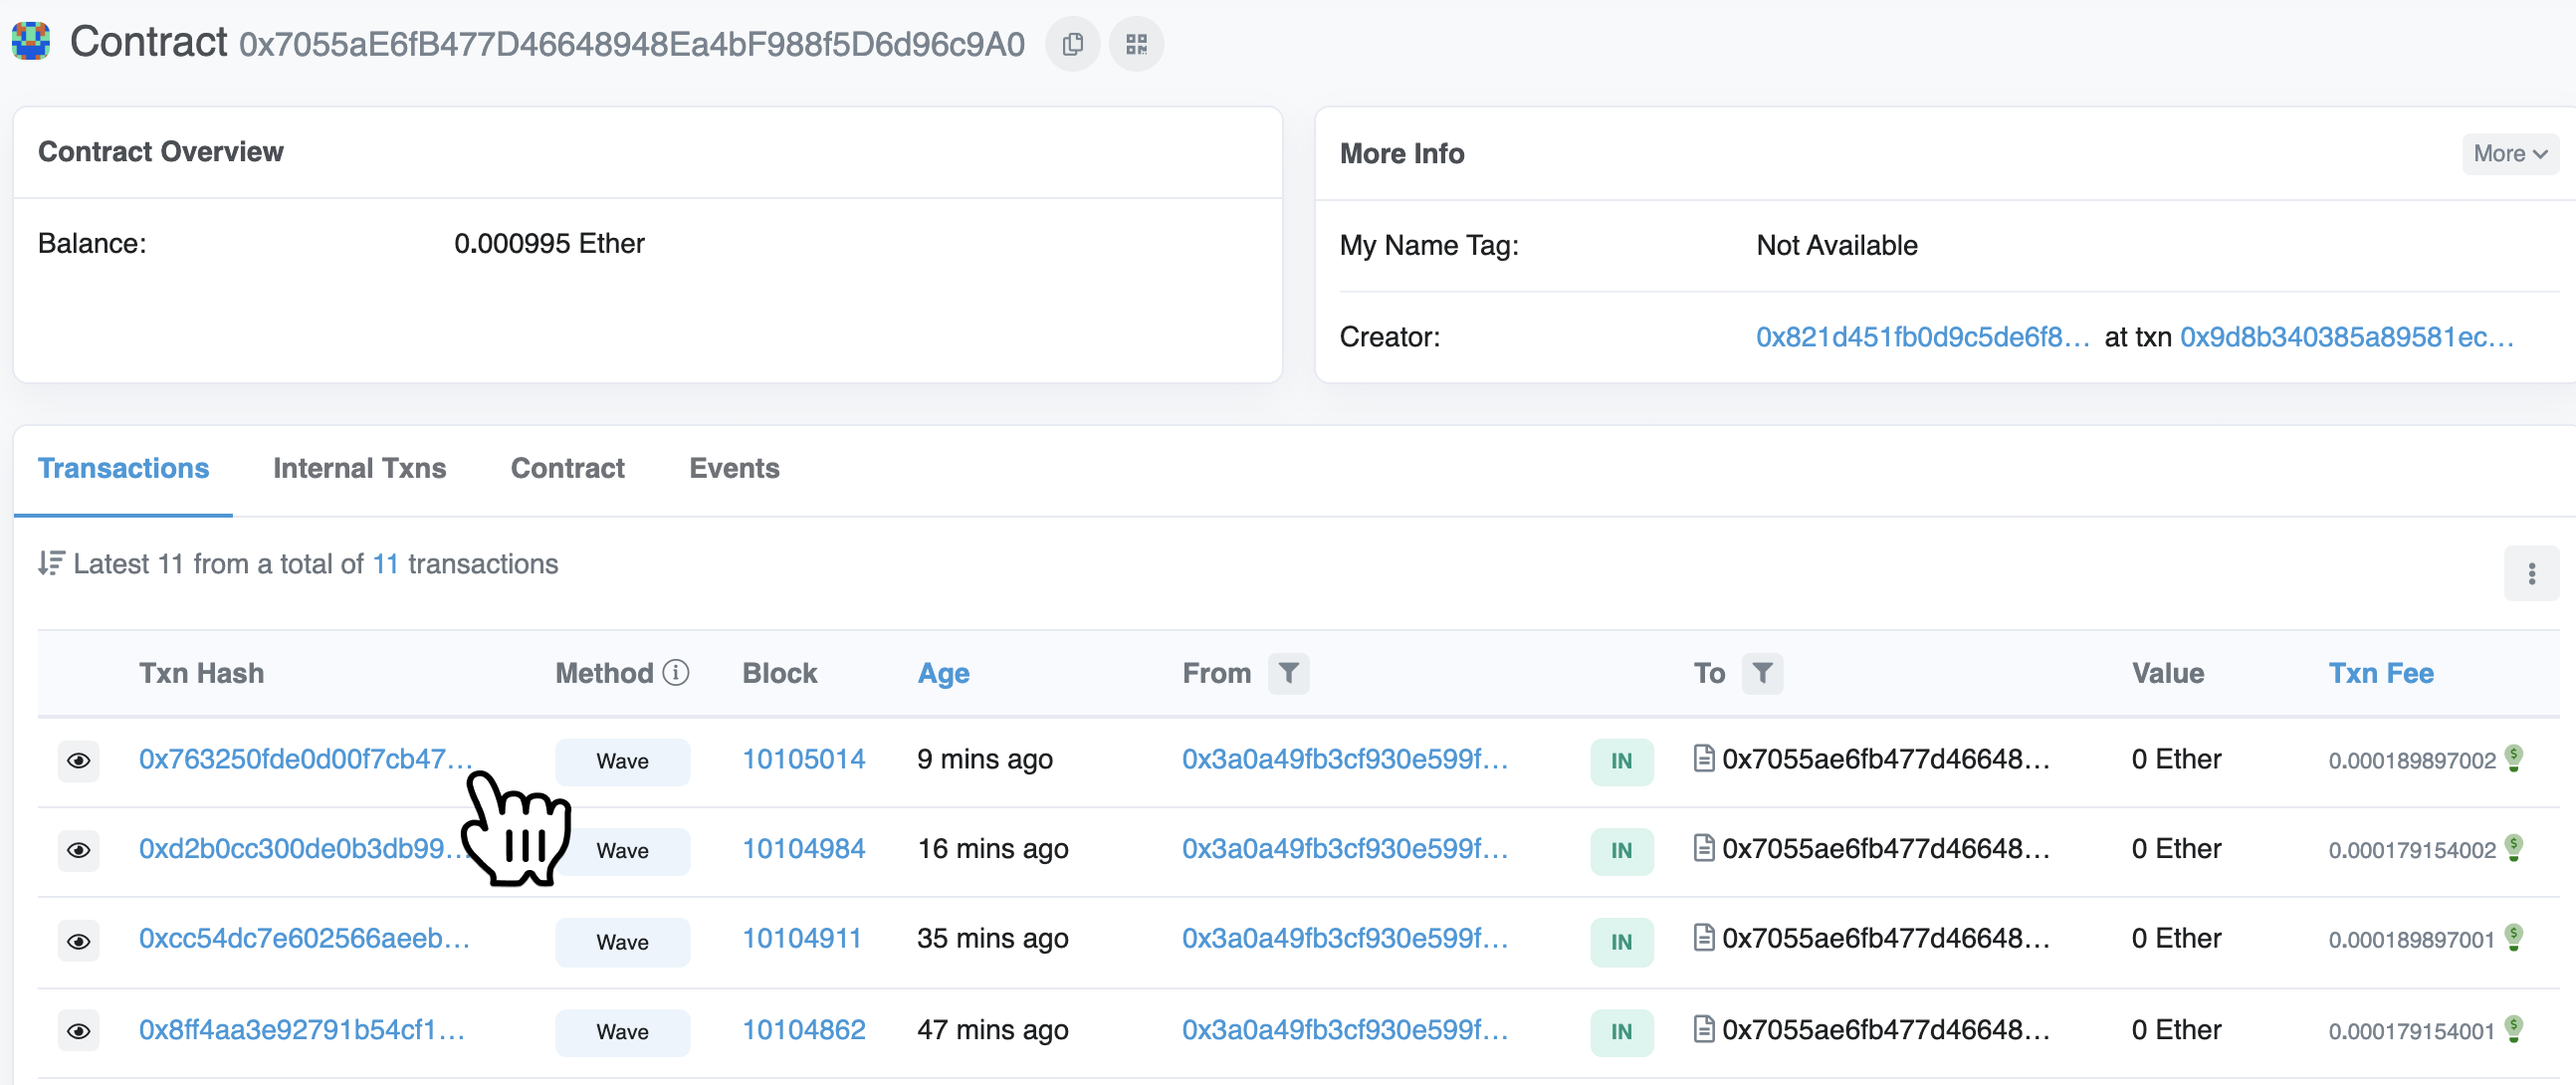 Contract 0x7055aE6fB477D46648948Ea4bF988f5D6d96c9A0
Contract Overview
Balance: 0.000995 Ether
More Info More
My Name Tag: Not Available
Creator: 0x821d451fb0d9c5de6f8... at txn 0x9d8b340385a89581ec...
Transactions Internal Txns Contract Events
Latest 11 from a total of 11 transactions
Txn Hash Method Block Age From To Value Txn Fee
0x763250fde0d00f7cb47... Wave 10105014 9 mins ago 0x3a0a49fb3cf930e599f... IN 0x7055ae6fb477d46648... 0 Ether 0.000189897002
0xd2b0cc300de0b3db99... Wave 10104984 16 mins ago 0x3a0a49fb3cf930e599f... IN 0x7055ae6fb477d46648... 0 Ether 0.000179154002
0xcc54dc7e602566aeeb... Wave 10104911 35 mins ago 0x3a0a49fb3cf930e599f... IN 0x7055ae6fb477d46648... 0 Ether 0.000189897001
0x8ff4aa3e92791b54cf1... Wave 10104862 47 mins ago 0x3a0a49fb3cf930e599f... IN 0x7055ae6fb477d46648... 0 Ether 0.000179154001